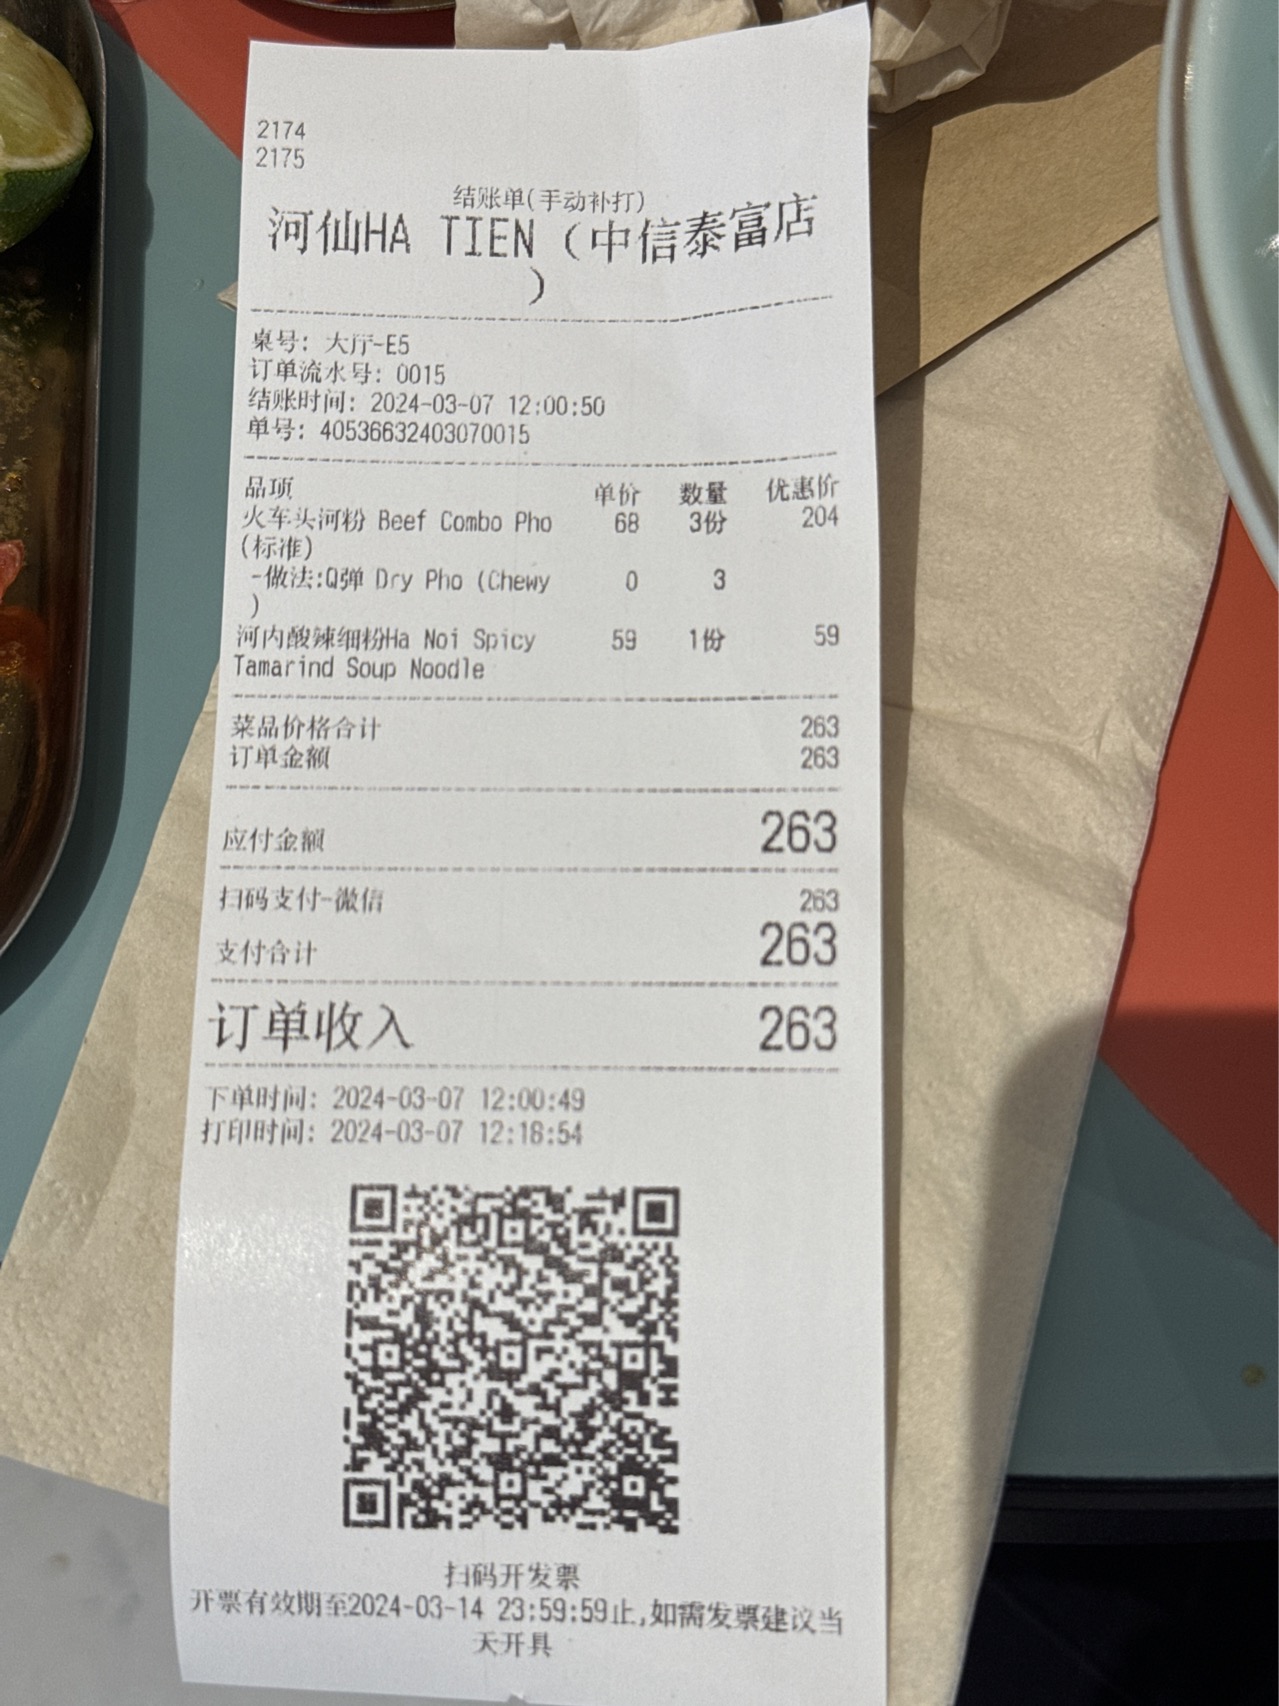 2174
2175
结账单(手动补打)
河仙HA TIEN (中信泰富店
)
桌号: 大厅-E5
订单流水号: 0015
结账时间: 2024-03-07 12:00:50
单号: 40536632403070015
品项 单价 数量 优惠价
火车头河粉 Beef Combo Pho 68 3份 204
(标准)
-做法:Q弹 Dry Pho (Chewy 0 3
)
河内酸辣细粉Ha Noi Spicy 59 1份 59
Tamarind Soup Noodle
菜品价格合计 263
订单金额 263
应付金额 263
扫码支付-微信 263
支付合计 263
订单收入 263
下单时间: 2024-03-07 12:00:49
打印时间: 2024-03-07 12:18:54
扫码开发票
开票有效期至2024-03-14 23:59:59止,如需发票建议当
天开具